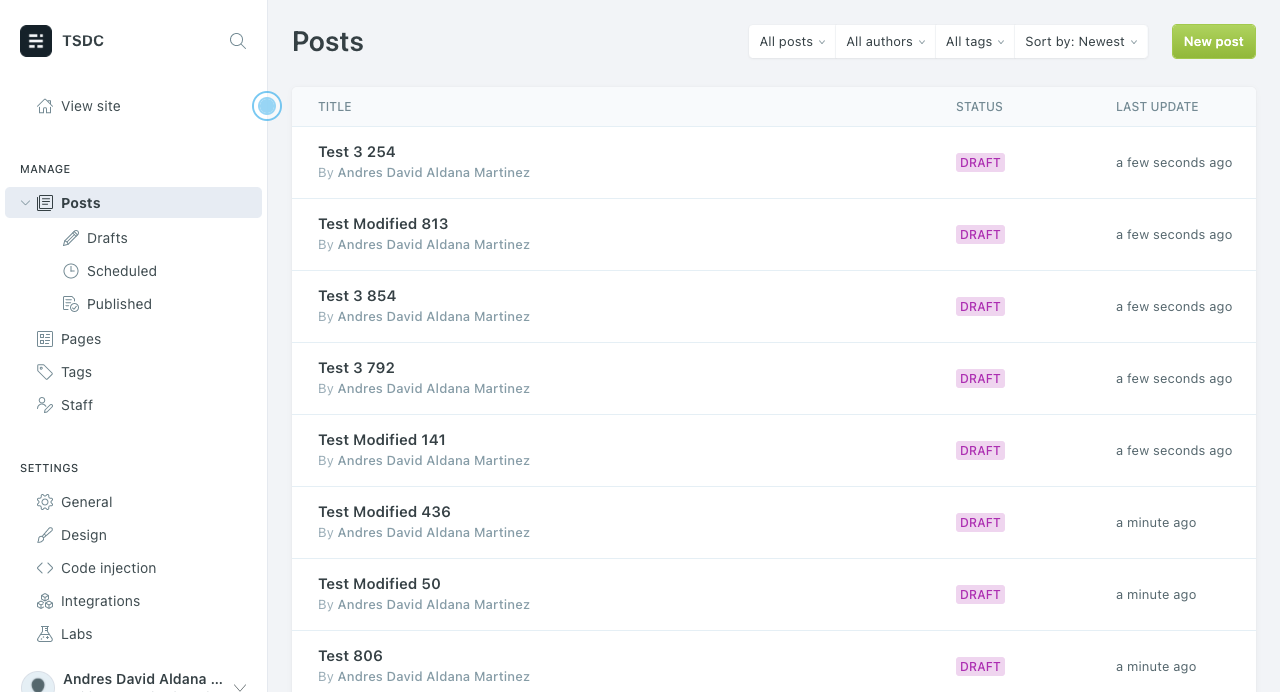 TSDC
View site
MANAGE
Posts
Drafts
Scheduled
Published
Pages
Tags
Staff
SETTINGS
General
Design
Code injection
Integrations
Labs
Andres David Aldana ...
Posts
All posts
All authors
All tags
Sort by: Newest
New post
TITLE STATUS LAST UPDATE
Test 3 254
By Andres David Aldana Martinez
DRAFT
a few seconds ago
Test Modified 813
By Andres David Aldana Martinez
DRAFT
a few seconds ago
Test 3 854
By Andres David Aldana Martinez
DRAFT
a few seconds ago
Test 3 792
By Andres David Aldana Martinez
DRAFT
a few seconds ago
Test Modified 141
By Andres David Aldana Martinez
DRAFT
a few seconds ago
Test Modified 436
By Andres David Aldana Martinez
DRAFT
a minute ago
Test Modified 50
By Andres David Aldana Martinez
DRAFT
a minute ago
Test 806
By Andres David Aldana Martinez
DRAFT
a minute ago